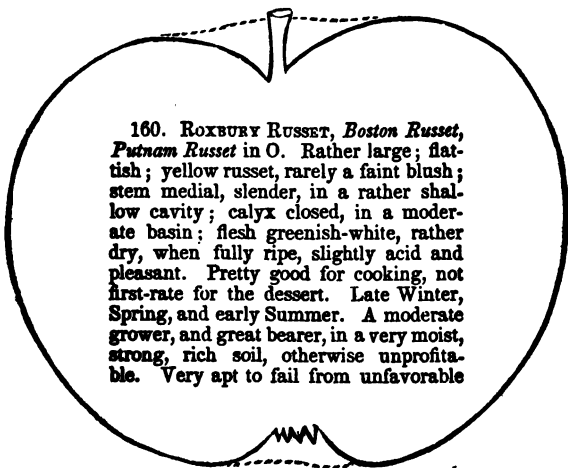 160. ROXBURY RUSSET, Boston Russet,
Putnam Russet in O. Rather large; flat-
tish; yellow russet, rarely a faint blush;
stem medial, slender, in a rather shal-
low cavity; calyx closed, in a moder-
ate basin; flesh greenish-white, rather
dry, when fully ripe, slightly acid and
pleasant. Pretty good for cooking, not
first-rate for the dessert. Late Winter,
Spring, and early Summer. A moderate
grower, and great bearer, in a very moist,
strong, rich soil, otherwise unprofita-
ble. Very apt to fail from unfavorable